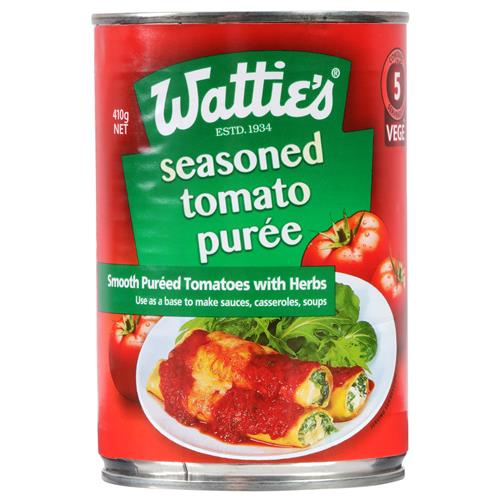 Wattie's®
ESTD. 1934
410g
NET
seasoned
tomato
purée
5
VEGE
Smooth Puréed Tomatoes with Herbs
Use as a base to make sauces, casseroles, soups